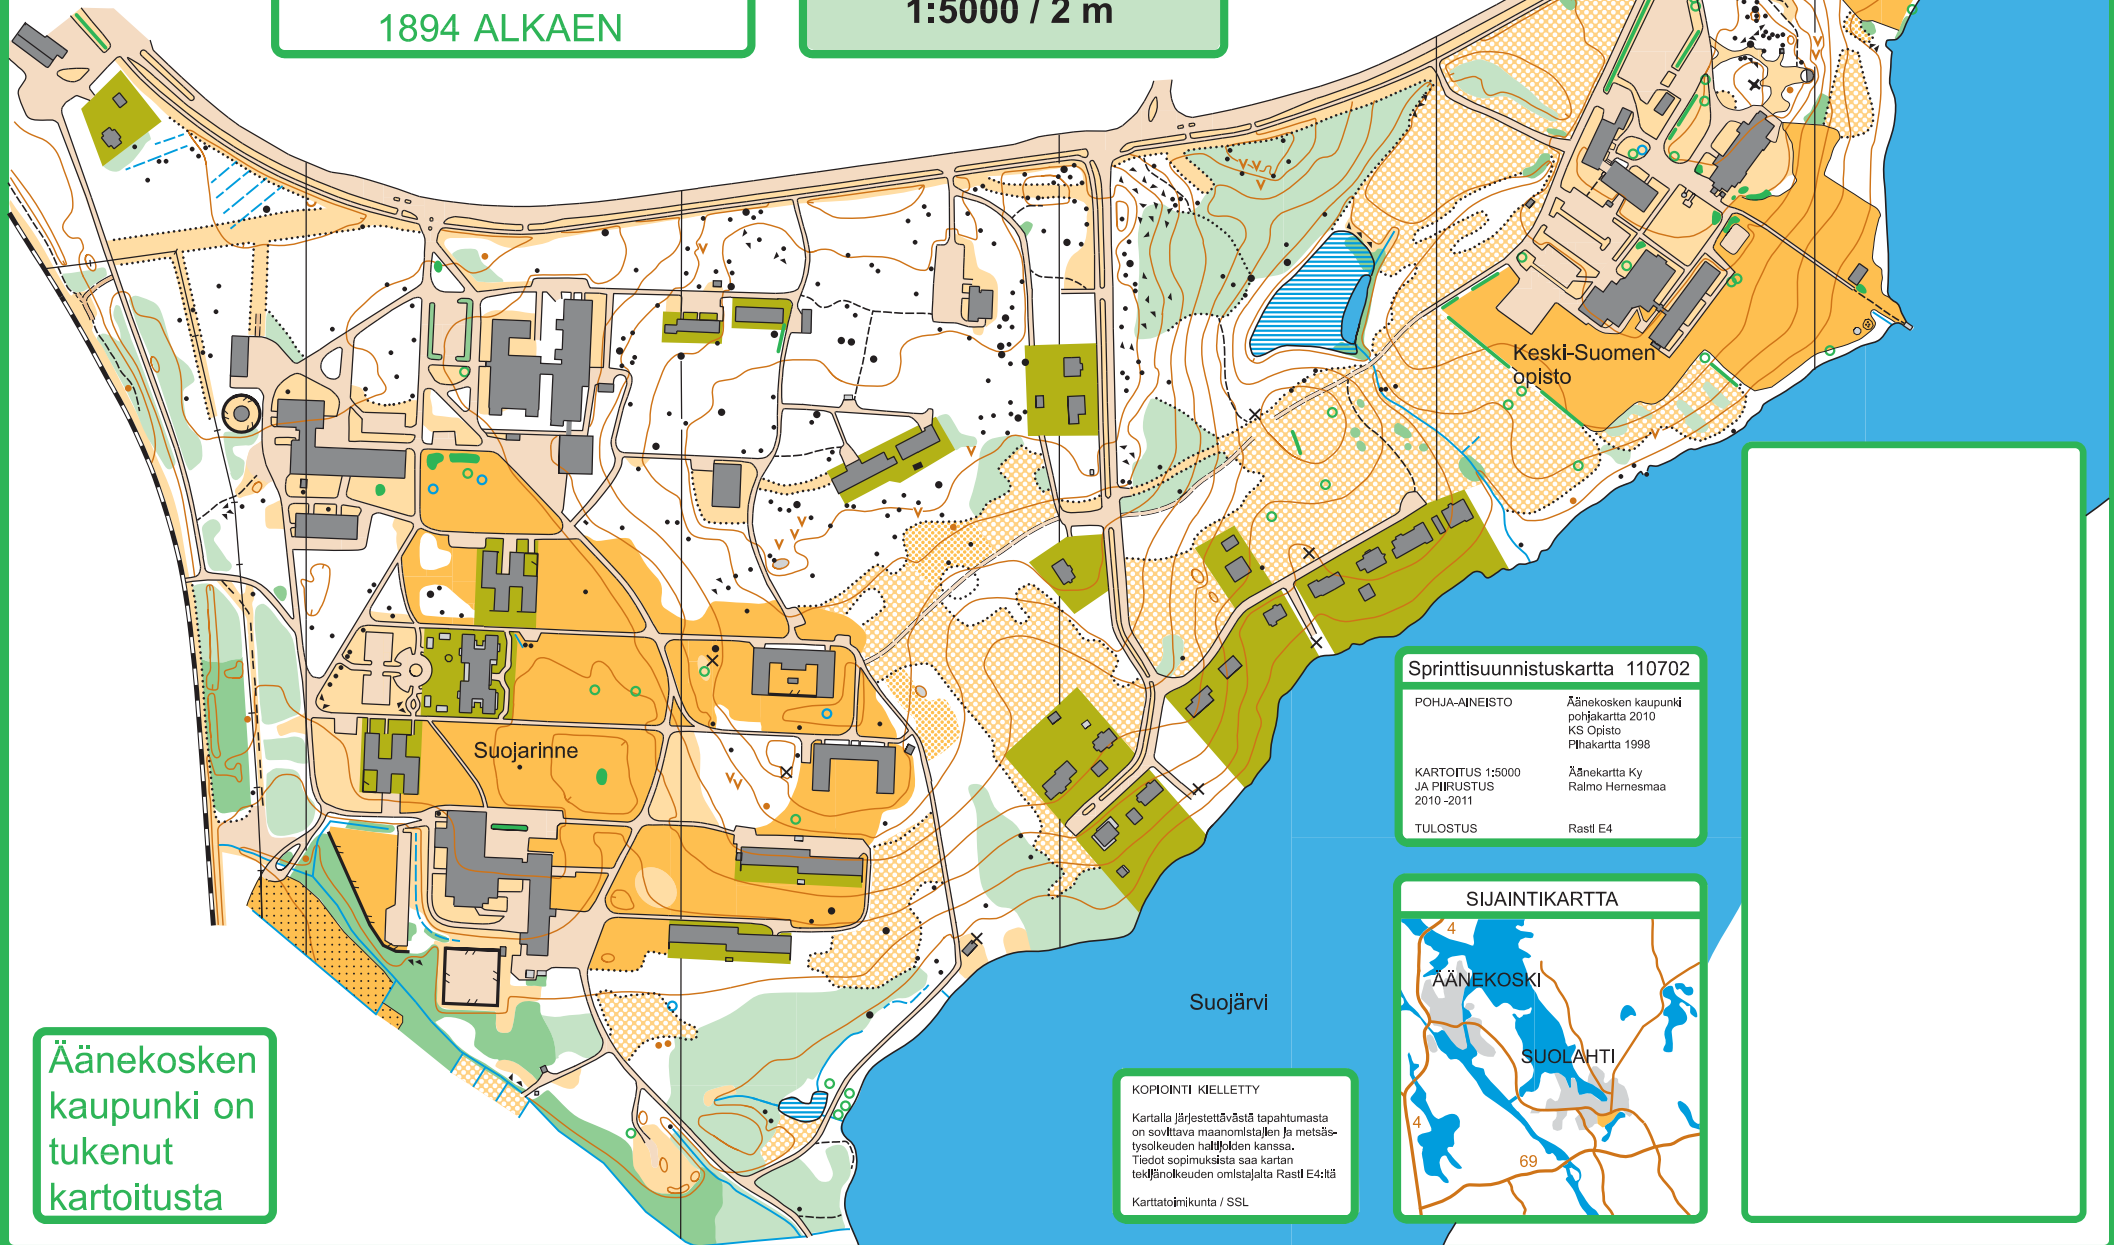 1894 ALKAEN
1:5000 / 2 m
Keski-Suomen
opisto
Suojarinne
Suojärvi
Äänekosken
kaupunki on
tukenut
kartoitusta
Sprinttisuunnistuskartta 110702
POHJA-AINEISTO
Äänekosken kaupunki
pohjakartta 2010
KS Opisto
Pihakartta 1998
KARTOITUS 1:5000
JA PIIRUSTUS
2010 -2011
Äänekartta Ky
Raimo Hernesmaa
TULOSTUS
Rasti E4
SIJAINTIKARTTA
4
ÄÄNEKOSKI
SUOLAHTI
4
69
KOPIOINTI KIELLETTY
Kartalla järjestettävästä tapahtumasta
on sovittava maanomistajien ja metsäs-
tysoikeuden haltijoiden kanssa.
Tiedot sopimuksista saa kartan
tekijänoikeuden omistajalta Rasti E4:ltä
Karttatoimikunta / SSL